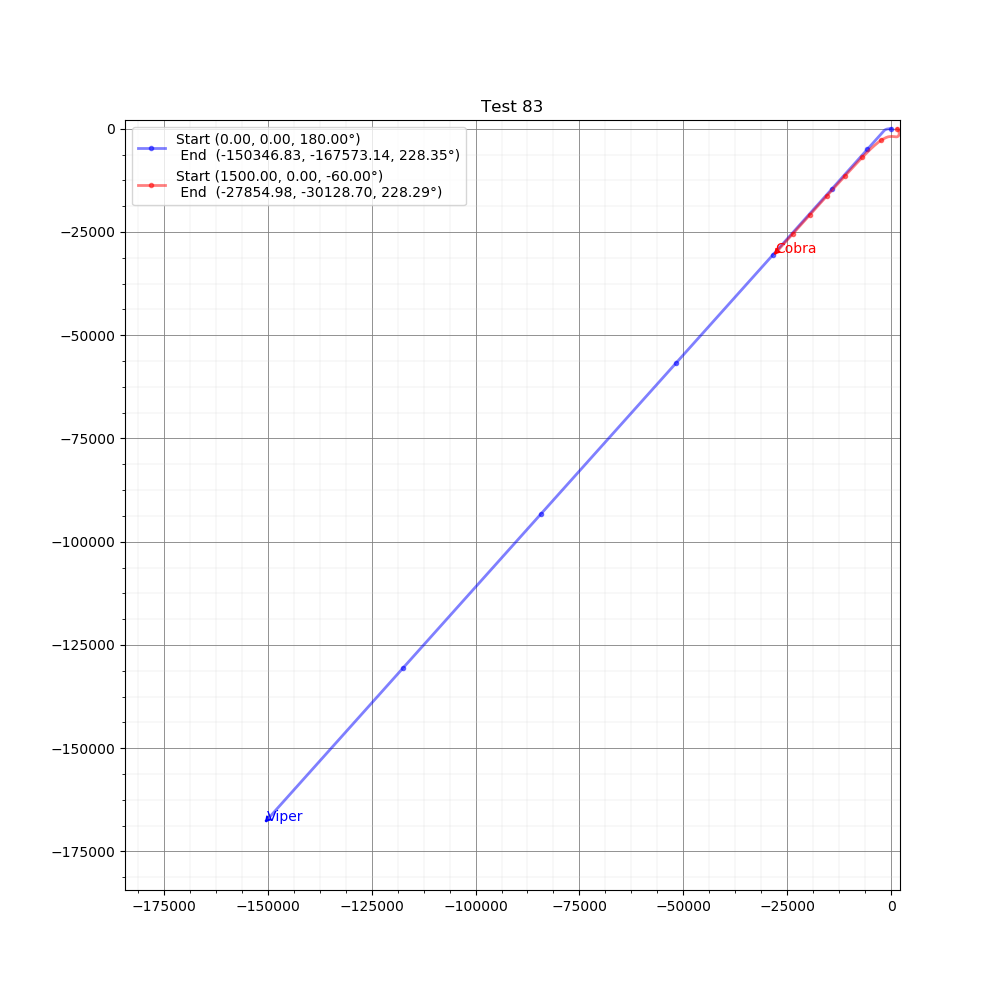 Test 83
Start (0.00, 0.00, 180.00°)
End  (-150346.83, -167573.14, 228.35°)
Start (1500.00, 0.00, -60.00°)
End  (-27854.98, -30128.70, 228.29°)
0
−25000
−50000
−75000
−100000
−125000
−150000
−175000
Cobra
Viper
−175000 −150000 −125000 −100000 −75000 −50000 −25000 0